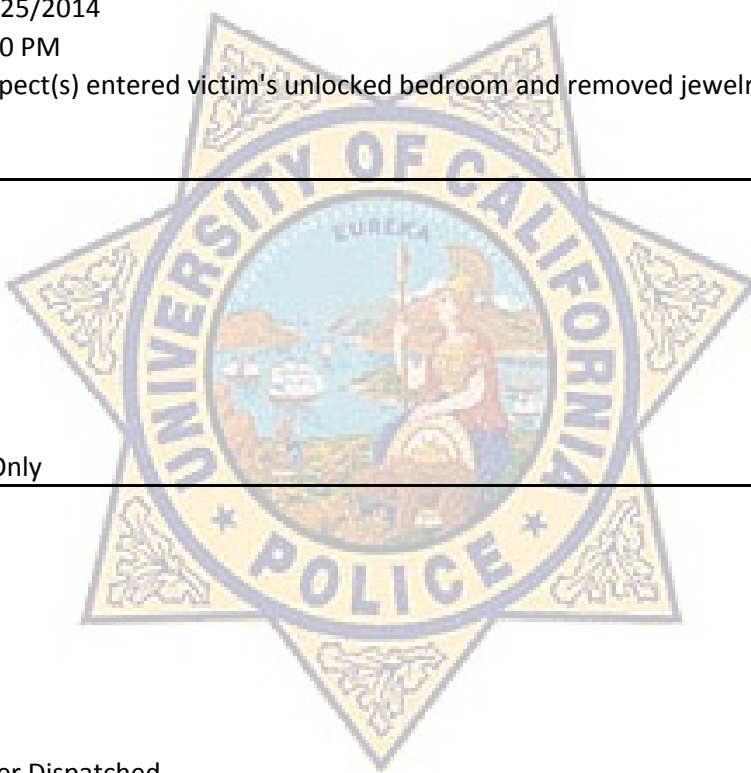 25/2014
0 PM
pect(s) entered victim's unlocked bedroom and removed jewelr
UNIVERSITY OF CALIFORNIA
EUREKA
Only
* POLICE *
er Dispatched